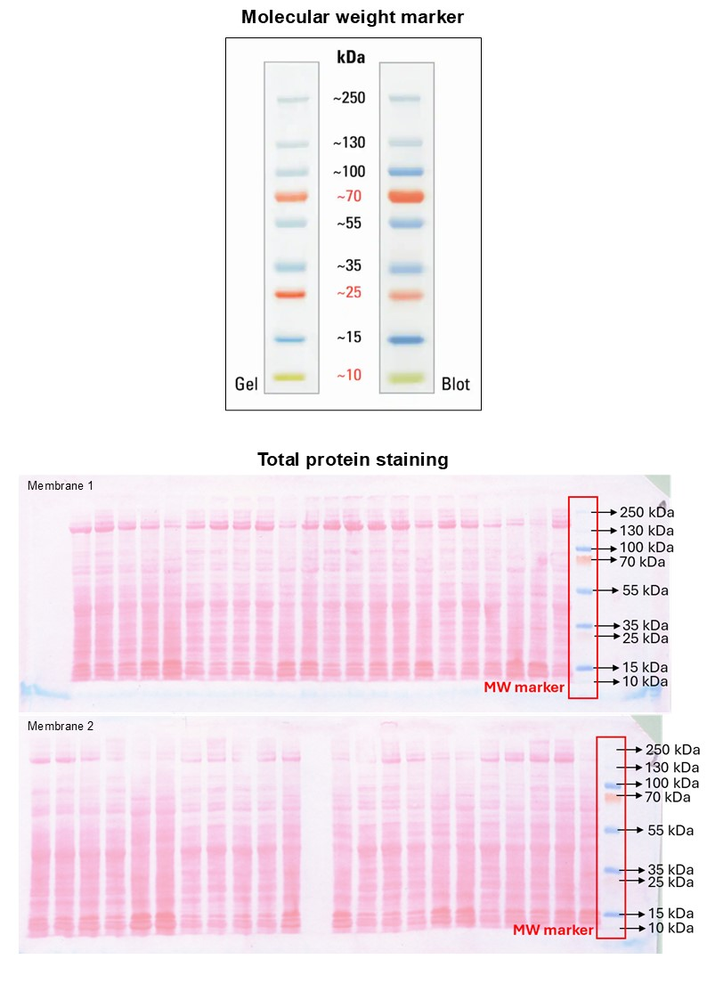 Molecular weight marker
kDa
~250
~130
~100
~70
~55
~35
~25
~15
~10
Gel
Blot
Total protein staining
Membrane 1
250 kDa
130 kDa
100 kDa
70 kDa
55 kDa
35 kDa
25 kDa
15 kDa
10 kDa
MW marker
Membrane 2
250 kDa
130 kDa
100 kDa
70 kDa
55 kDa
35 kDa
25 kDa
15 kDa
10 kDa
MW marker